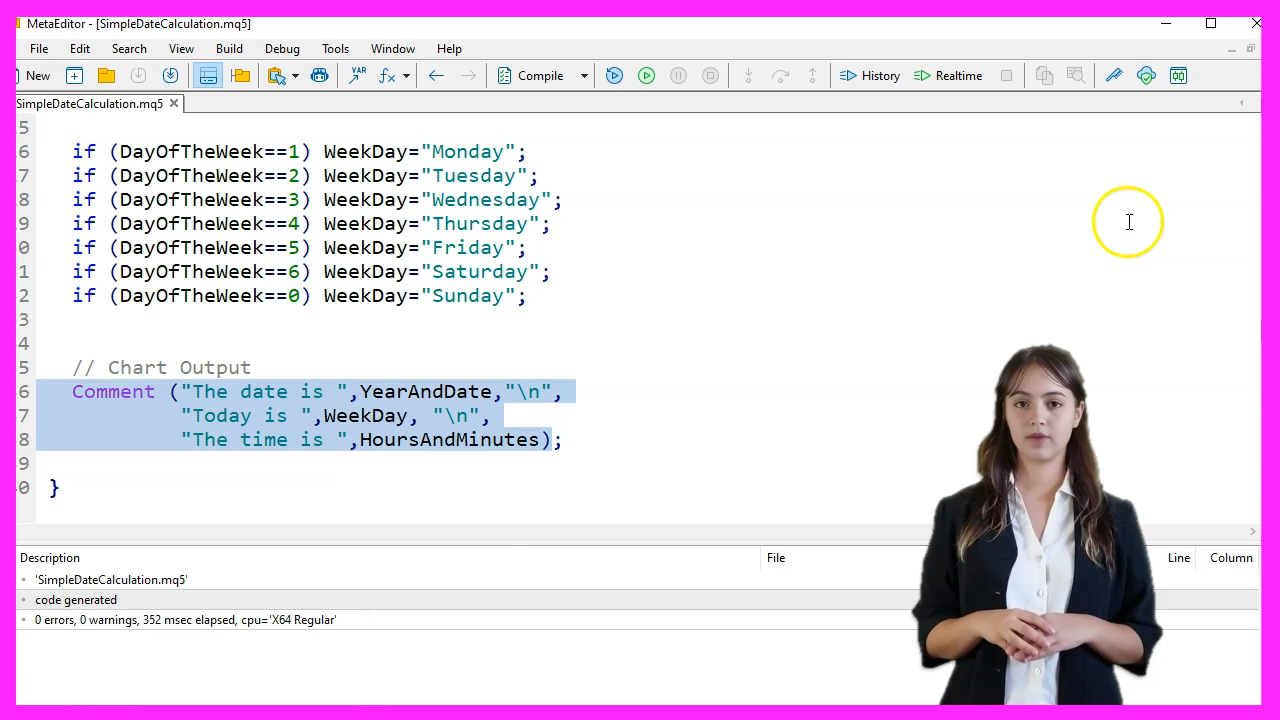 MetaEditor - [SimpleDateCalculation.mq5]
File Edit Search View Build Debug Tools Window Help
New VAR Compile History Realtime
SimpleDateCalculation.mq5
5
6 if (DayOfTheWeek==1) WeekDay="Monday";
7 if (DayOfTheWeek==2) WeekDay="Tuesday";
8 if (DayOfTheWeek==3) WeekDay="Wednesday";
9 if (DayOfTheWeek==4) WeekDay="Thursday";
0 if (DayOfTheWeek==5) WeekDay="Friday";
1 if (DayOfTheWeek==6) WeekDay="Saturday";
2 if (DayOfTheWeek==0) WeekDay="Sunday";
3
4
5 // Chart Output
6 Comment ("The date is ",YearAndDate,"\n",
7 "Today is ",WeekDay, "\n",
8 "The time is ",HoursAndMinutes);
9
0 }
Description File Line Column
'SimpleDateCalculation.mq5'
code generated
0 errors, 0 warnings, 352 msec elapsed, cpu='X64 Regular'